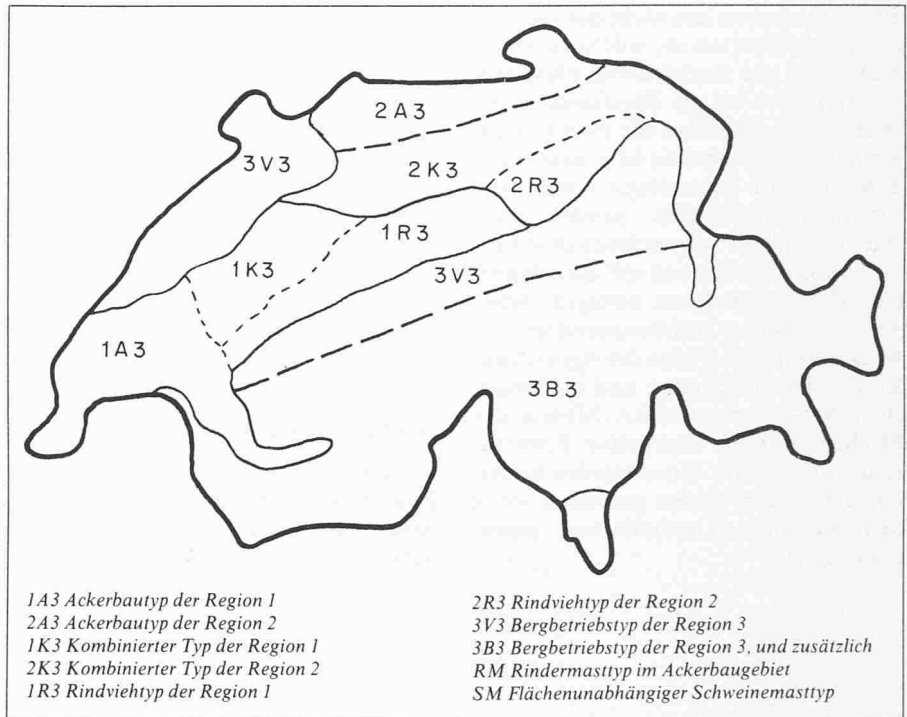 2A3
3V3
2K3
2R3
1R3
1K3
3V3
1A3
3B3
1A3 Ackerbautyp der Region 1
2A3 Ackerbautyp der Region 2
1K3 Kombinierter Typ der Region 1
2K3 Kombinierter Typ der Region 2
1R3 Rindviehtyp der Region 1
2R3 Rindviehtyp der Region 2
3V3 Bergbetriebstyp der Region 3
3B3 Bergbetriebstyp der Region 3, und zusätzlich
RM Rindermasttyp im Ackerbaugebiet
SM Flächenunabhängiger Schweinemasttyp